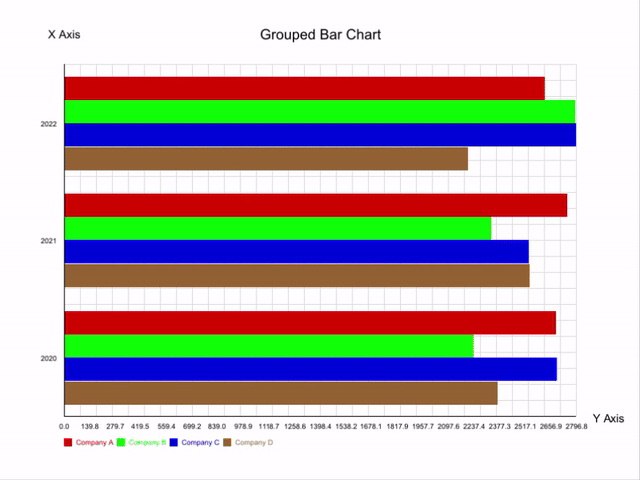 X Axis
Grouped Bar Chart
2022
2021
2020
0.0 139.8 279.7 419.5 559.4 699.2 839.0 978.9 1118.7 1258.6 1398.4 1538.2 1678.1 1817.9 1957.7 2097.6 2237.4 2377.3 2517.1 2656.9 2796.8
Y Axis
Company A Company B Company C Company D